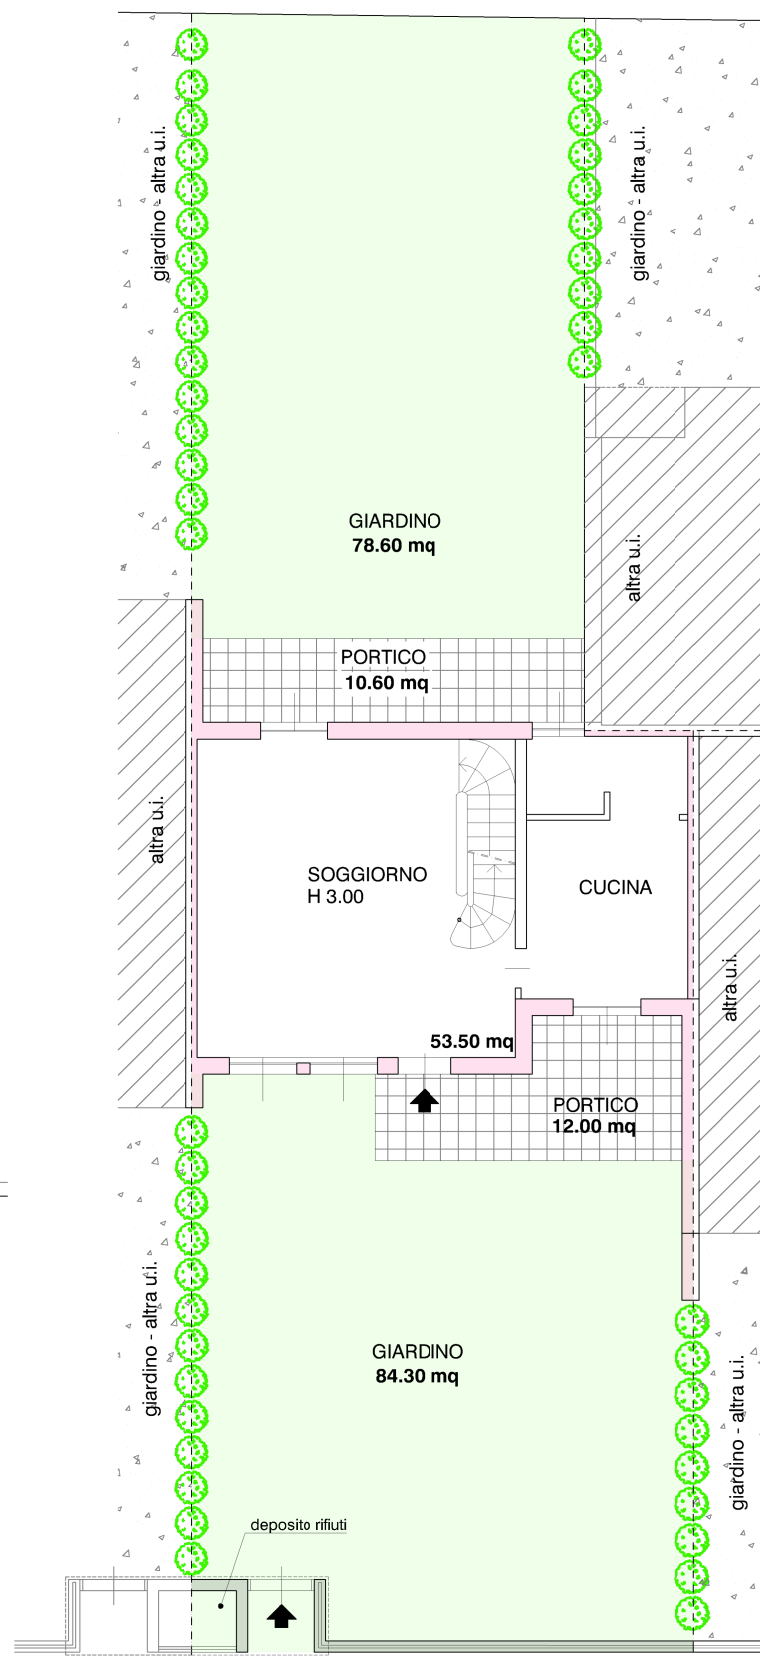 giardino - altra u.i.
giardino - altra u.i.
GIARDINO
78.60 mq
altra u.i.
PORTICO
10.60 mq
altra u.i.
SOGGIORNO
H 3.00
CUCINA
altra u.i.
53.50 mq
PORTICO
12.00 mq
giardino - altra u.i.
GIARDINO
84.30 mq
giardino - altra u.i.
deposito rifiuti